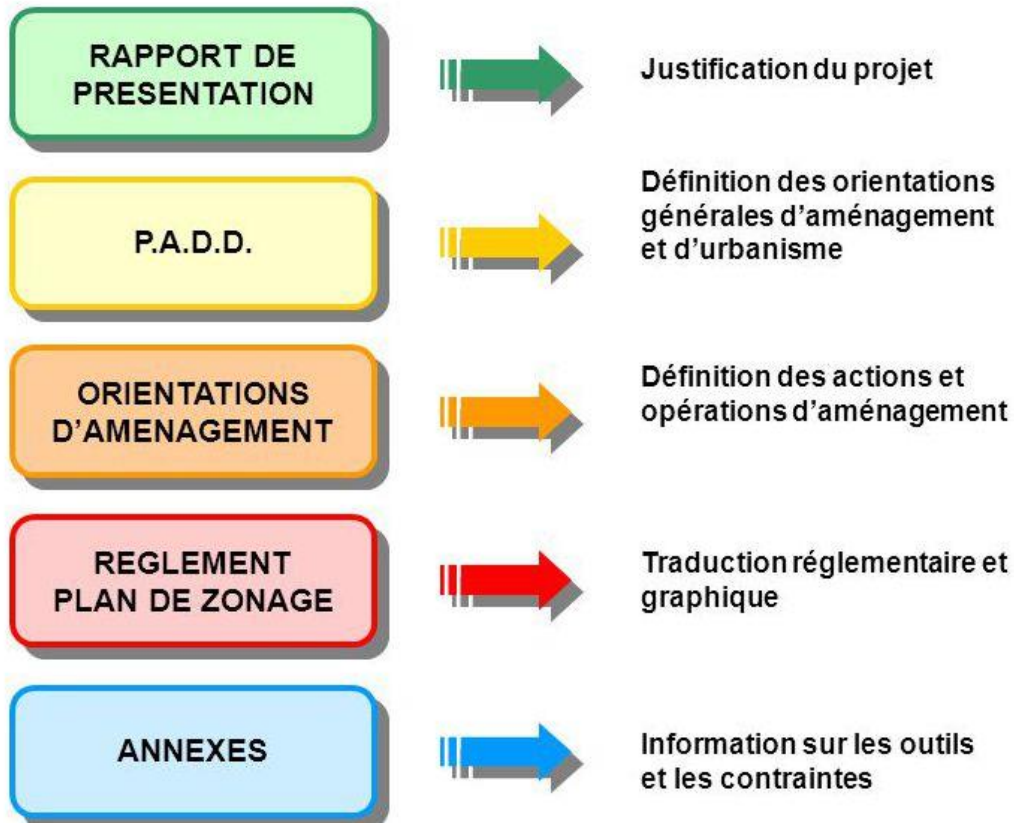 RAPPORT DE
PRESENTATION
Justification du projet
P.A.D.D.
Définition des orientations
générales d’aménagement
et d’urbanisme
ORIENTATIONS
D’AMENAGEMENT
Définition des actions et
opérations d’aménagement
REGLEMENT
PLAN DE ZONAGE
Traduction réglementaire et
graphique
ANNEXES
Information sur les outils
et les contraintes